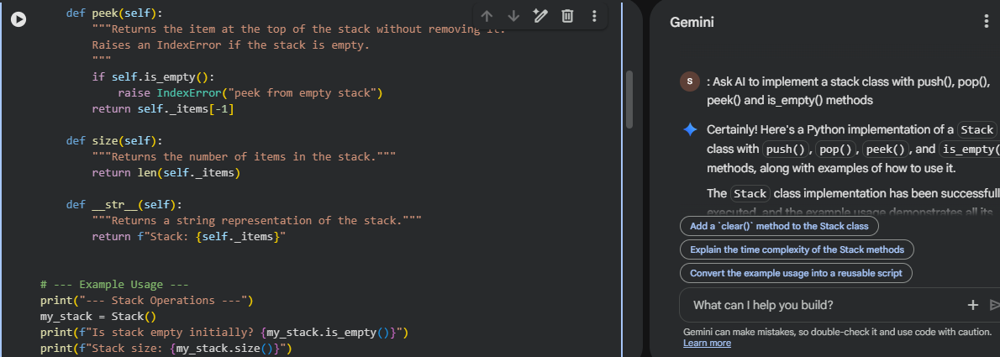 def peek(self):
"""Returns the item at the top of the stack without removing it.
Raises an IndexError if the stack is empty.
"""
if self.is_empty():
raise IndexError("peek from empty stack")
return self._items[-1]
def size(self):
"""Returns the number of items in the stack."""
return len(self._items)
def __str__(self):
"""Returns a string representation of the stack."""
return f"Stack: {self._items}"
# --- Example Usage ---
print("--- Stack Operations ---")
my_stack = Stack()
print(f"Is stack empty initially? {my_stack.is_empty()}")
print(f"Stack size: {my_stack.size()}")
Gemini
S
: Ask AI to implement a stack class with push(), pop(),
peek() and is_empty() methods
Certainly! Here's a Python implementation of a Stack
class with push(), pop(), peek(), and is_empty(
methods, along with examples of how to use it.
The Stack class implementation has been successfull
executed, and the example usage demonstrates all its
Add a `clear()` method to the Stack class
Explain the time complexity of the Stack methods
Convert the example usage into a reusable script
What can I help you build?
Gemini can make mistakes, so double-check it and use code with caution.
Learn more